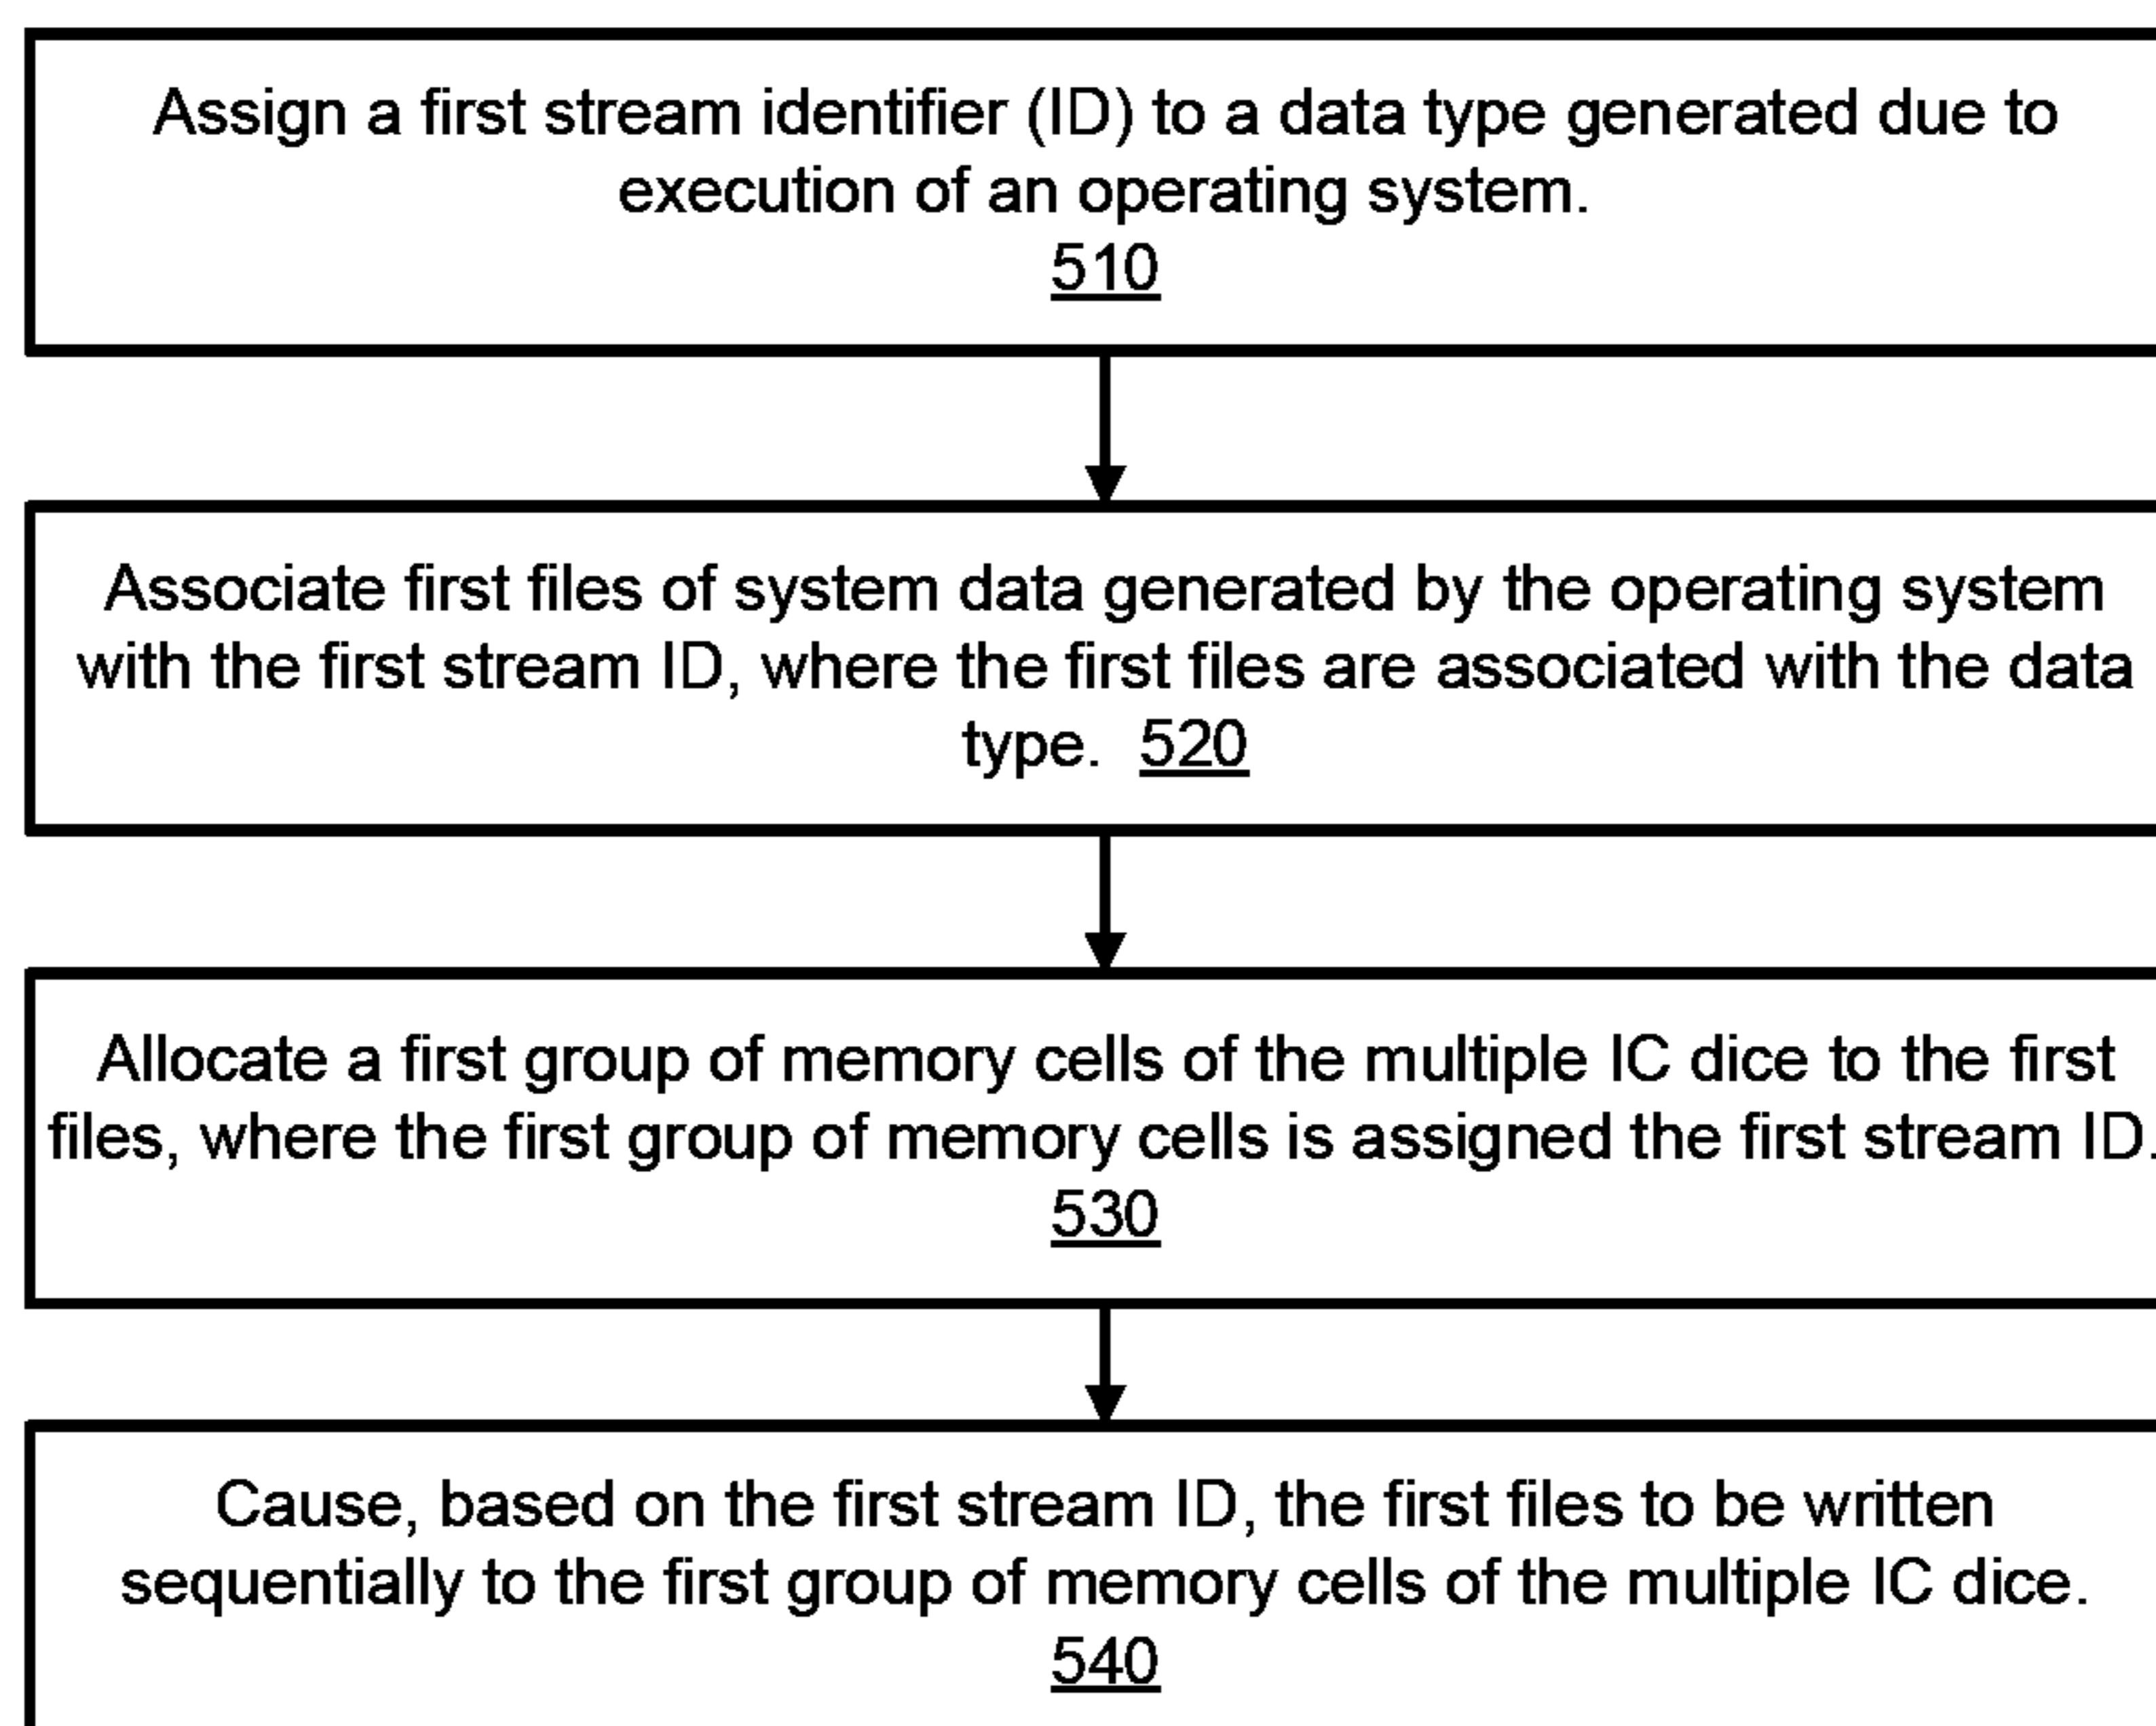 Assign a first stream identifier (ID) to a data type generated due to
execution of an operating system.
510
Associate first files of system data generated by the operating system
with the first stream ID, where the first files are associated with the data
type. 520
Allocate a first group of memory cells of the multiple IC dice to the first
files, where the first group of memory cells is assigned the first stream ID.
530
Cause, based on the first stream ID, the first files to be written
sequentially to the first group of memory cells of the multiple IC dice.
540